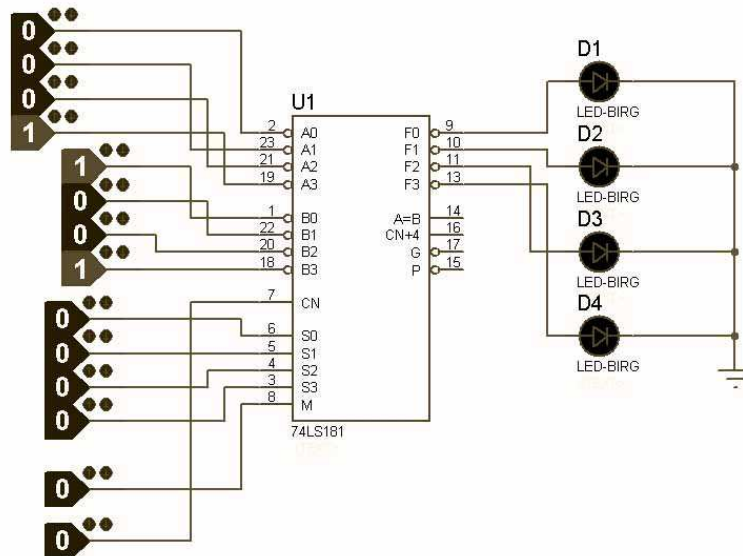 0
0
0
1
1
0
0
1
0
0
0
0
0
0
U1
2 A0
23 A1
21 A2
19 A3
1 B0
22 B1
20 B2
18 B3
7 CN
6 S0
5 S1
4 S2
3 S3
8 M
F0 9
F1 10
F2 11
F3 13
A=B 14
CN+4 16
G 17
P 15
74LS181
D1
LED-BIRG
D2
LED-BIRG
D3
LED-BIRG
D4
LED-BIRG